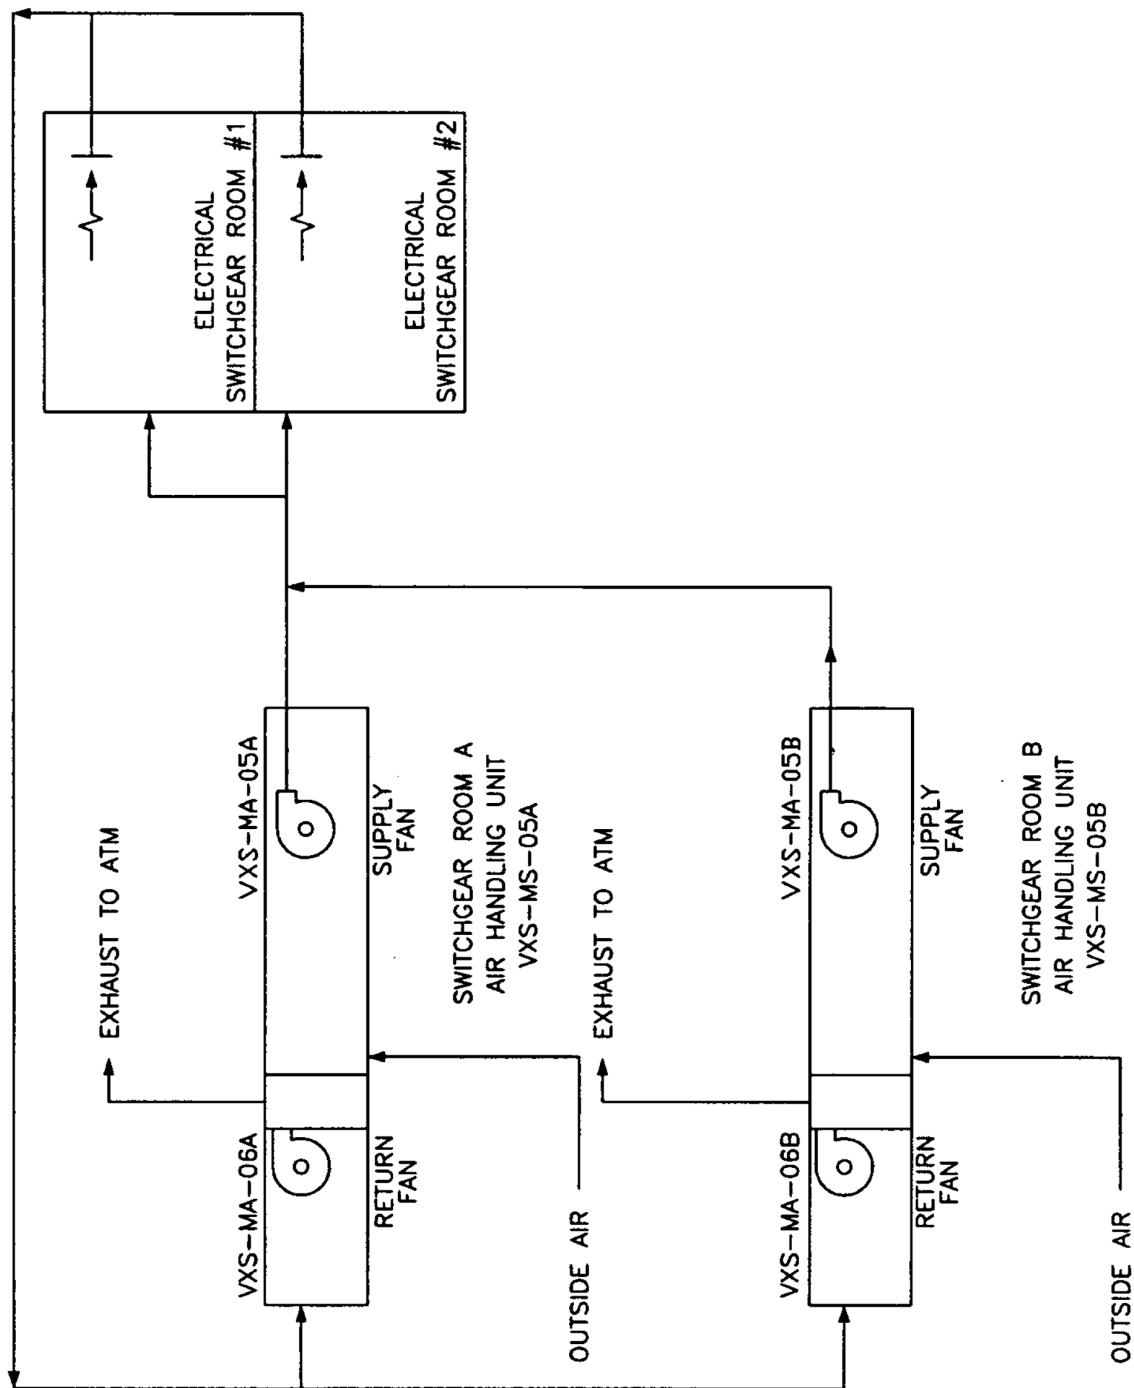 EXHAUST TO ATM
VXS-MA-06A
VXS-MA-05A
RETURN
FAN
SUPPLY
FAN
SWITCHGEAR ROOM A
AIR HANDLING UNIT
VXS-MS-05A
OUTSIDE AIR
ELECTRICAL
SWITCHGEAR ROOM #1
ELECTRICAL
SWITCHGEAR ROOM #2
EXHAUST TO ATM
VXS-MA-06B
VXS-MA-05B
RETURN
FAN
SUPPLY
FAN
SWITCHGEAR ROOM B
AIR HANDLING UNIT
VXS-MS-05B
OUTSIDE AIR